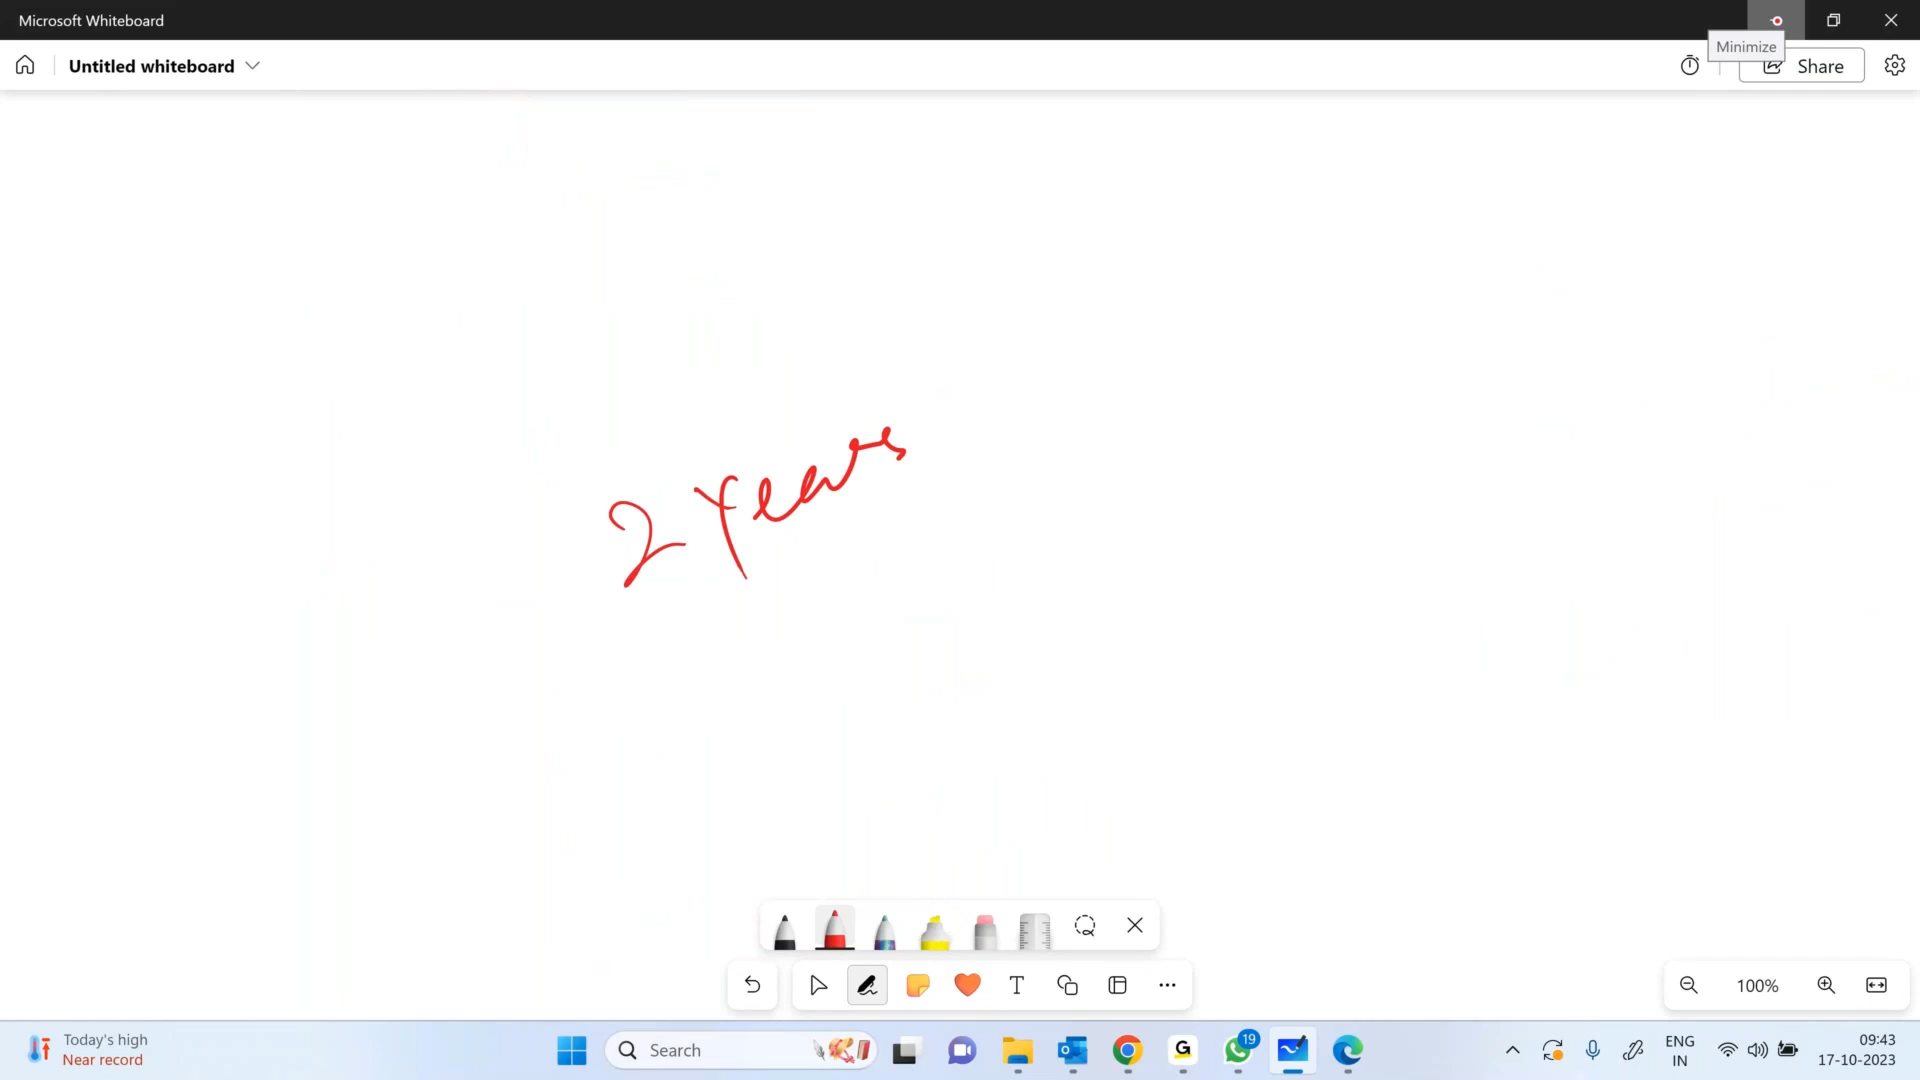 Microsoft Whiteboard
Minimize
Untitled whiteboard
Share
2 Years
100%
Today's high
Near record
Search
19
ENG
IN
09:43
17-10-2023